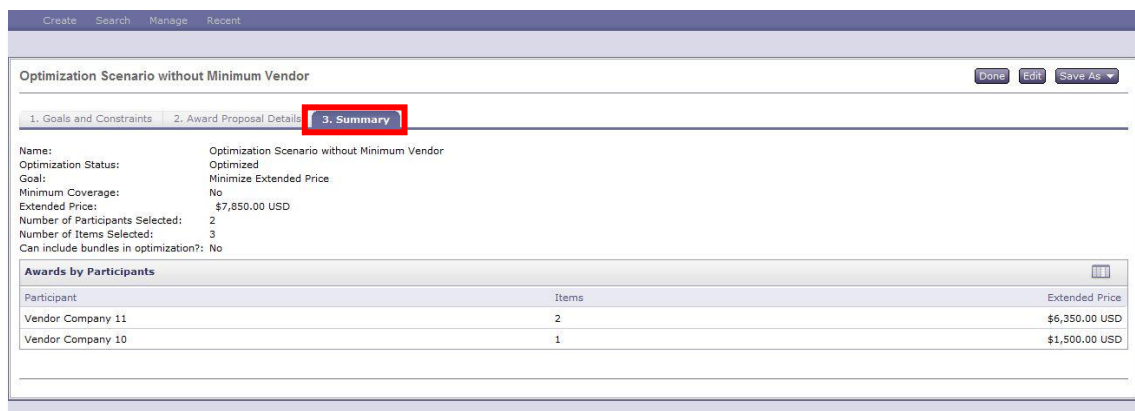 Create Search Manage Recent
Optimization Scenario without Minimum Vendor
Done Edit Save As
1. Goals and Constraints 2. Award Proposal Details 3. Summary
Name: Optimization Scenario without Minimum Vendor
Optimization Status: Optimized
Goal: Minimize Extended Price
Minimum Coverage: No
Extended Price: $7,850.00 USD
Number of Participants Selected: 2
Number of Items Selected: 3
Can include bundles in optimization?: No
Awards by Participants
Participant Items Extended Price
Vendor Company 11 2 $6,350.00 USD
Vendor Company 10 1 $1,500.00 USD